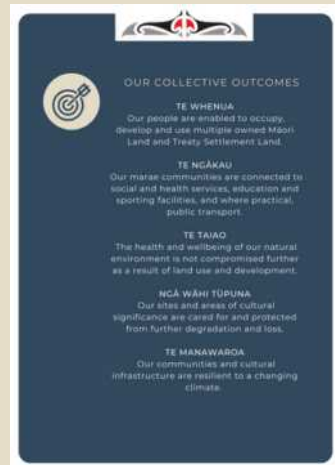 OUR COLLECTIVE OUTCOMES
TE WHENUA
Our people are enabled to occupy,
develop and use multiple owned Māori
Land and Treaty Settlement Land.
TE NGĀKAU
Our marae communities are connected to
social and health services, education and
sporting facilities, and where practical,
public transport.
TE TAIAO
The health and wellbeing of our natural
environment is not compromised further
as a result of land use and development.
NGĀ WĀHI TŪPUNA
Our sites and areas of cultural
significance are cared for and protected
from further degradation and loss.
TE MANAWAROA
Our communities and cultural
infrastructure are resilient to a changing
climate.